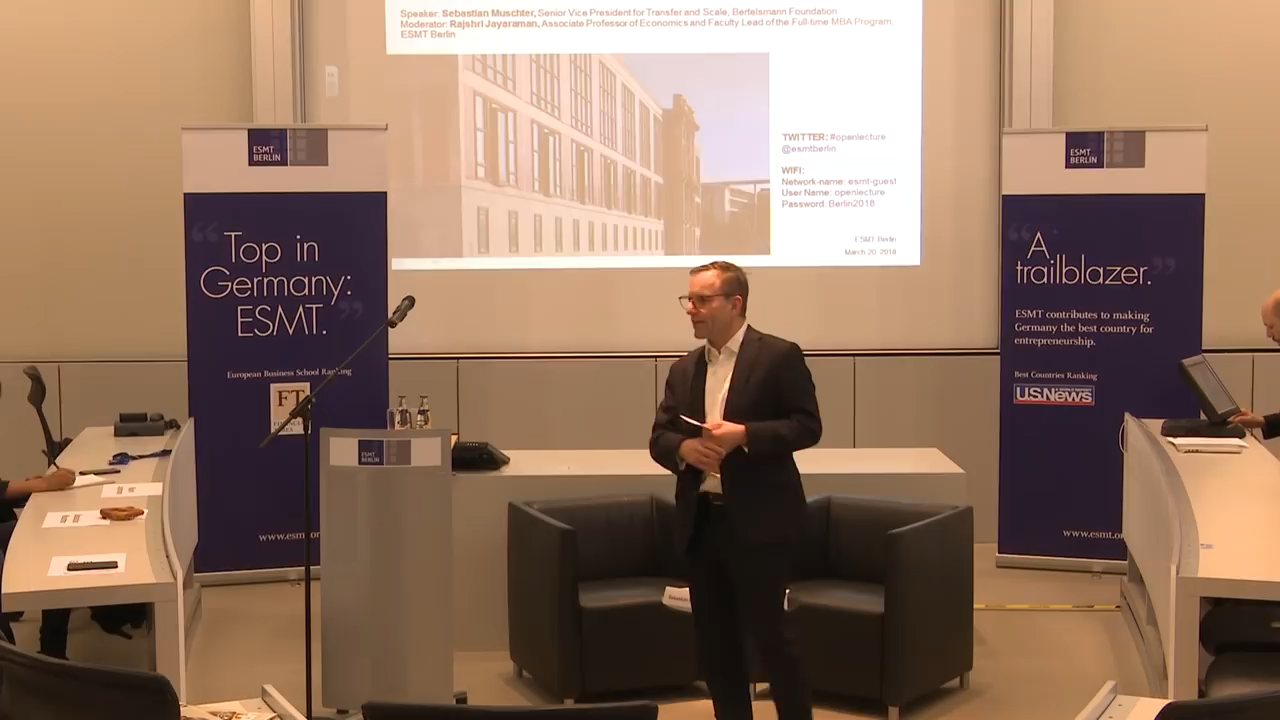 Speaker: Sebastian Muschter, Senior Vice President for Transfer and Scale, Bertelsmann Foundation
Moderator: Rajshri Jayaraman, Associate Professor of Economics and Faculty Lead of the Full-time MBA Program,
ESMT Berlin
TWITTER: #openlecture
@esmtberlin
WIFI:
Network-name: esmt-guest
User Name: openlecture
Password: Berlin2018
ESMT Berlin
March 20, 2018
ESMT
BERLIN
“Top in
Germany:
ESMT.”
European Business School Ranking
FT
www.esmt.or
ESMT
BERLIN
ESMT
BERLIN
“A
trailblazer.”
ESMT contributes to making
Germany the best country for
entrepreneurship.
Best Countries Ranking
U.S.News
www.esmt.or